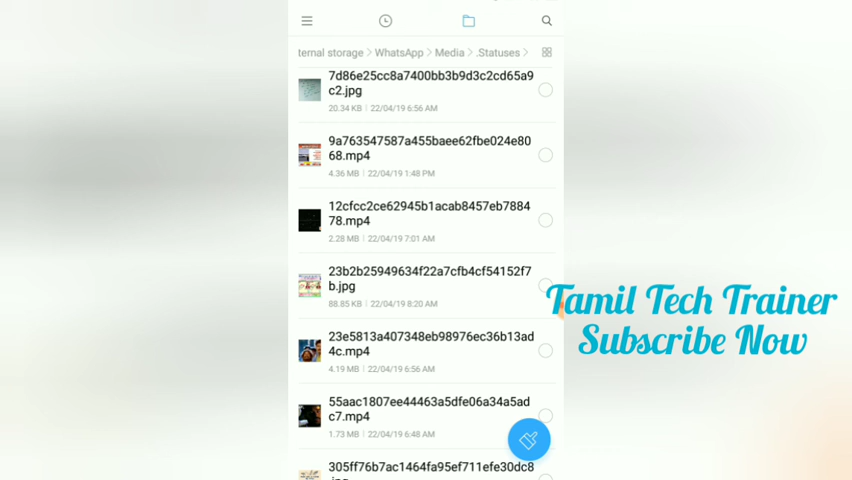 ternal storage > WhatsApp > Media > .Statuses >
7d86e25cc8a7400bb3b9d3c2cd65a9
c2.jpg
20.34 KB | 22/04/19 6:56 AM
9a763547587a455baee62fbe024e80
68.mp4
4.36 MB | 22/04/19 1:48 PM
12cfcc2ce62945b1acab8457eb7884
78.mp4
2.28 MB | 22/04/19 7:01 AM
23b2b25949634f22a7cfb4cf54152f7
b.jpg
88.85 KB | 22/04/19 8:20 AM
23e5813a407348eb98976ec36b13ad
4c.mp4
4.19 MB | 22/04/19 6:56 AM
55aac1807ee44463a5dfe06a34a5ad
c7.mp4
1.73 MB | 22/04/19 6:48 AM
305ff76b7ac1464fa95ef711efe30dc8
Tamil Tech Trainer
Subscribe Now